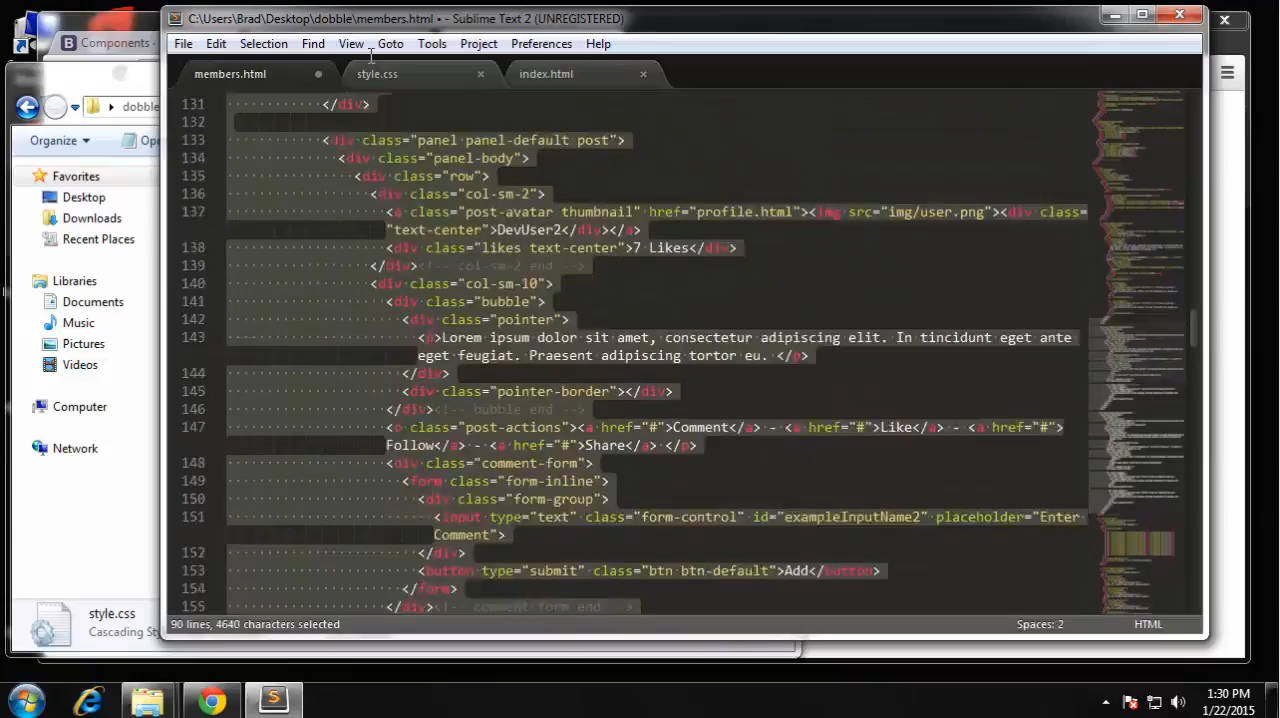 C:\Users\Brad\Desktop\dobble\members.html • - Sublime Text 2 (UNREGISTERED)
Components -
File Edit Selection Find View Goto Tools Project Preferences Help
members.html style.css index.html
dobble
Organize
Favorites
Desktop
Downloads
Recent Places
Libraries
Documents
Music
Pictures
Videos
Computer
Network
style.css
131 </div>
132
133 <div class="panel panel-default post">
134 <div class="panel-body">
135 <div class="row">
136 <div class="col-sm-2">
137 <a class="post-avatar thumbnail" href="profile.html"><img src="img/user.png"><div class=
"text-center">DevUser2</div></a>
138 <div class="likes text-center">7 Likes</div>
139 </div><!-- col-sm-2 end -->
140 <div class="col-sm-10">
141 <div class="bubble">
142 <div class="pointer">
143 <p>Lorem ipsum dolor sit amet, consectetur adipiscing elit. In tincidunt eget ante
eget feugiat. Praesent adipiscing tortor eu. </p>
144 </div>
145 <div class="pointer-border"></div>
146 </div><!-- bubble end -->
147 <p class="post-actions"><a href="#">Comment</a> - <a href="#">Like</a> - <a href="#">
Follow</a> - <a href="#">Share</a> </p>
148 <div class="comment-form">
149 <form class="form-inline">
150 <div class="form-group">
151 <input type="text" class="form-control" id="exampleInputName2" placeholder="Enter
Comment">
152 </div>
153 <button type="submit" class="btn btn-default">Add</button>
154 </form>
155 </div><!-- comment form end -->
90 lines, 4640 characters selected
Spaces: 2
HTML
Cascading
1:30 PM
1/22/2015